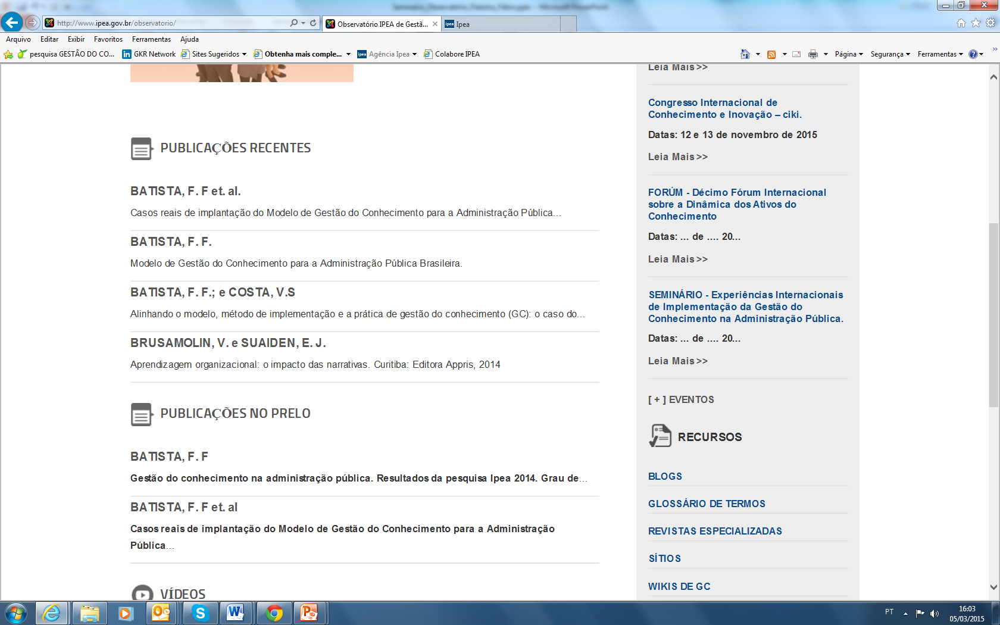 http://www.ipea.gov.br/observatorio/
Observatório IPEA de Gestã...
ipea Ipea
Arquivo Editar Exibir Favoritos Ferramentas Ajuda
pesquisa GESTÃO DO CO...
in GKR Network
Sites Sugeridos
Obtenha mais comple...
ipea Agência Ipea
Colabore IPEA
Página Segurança Ferramentas
PUBLICAÇÕES RECENTES
BATISTA, F. F et. al.
Casos reais de implantação do Modelo de Gestão do Conhecimento para a Administração Pública...
BATISTA, F. F.
Modelo de Gestão do Conhecimento para a Administração Pública Brasileira.
BATISTA, F. F.; e COSTA, V.S
Alinhando o modelo, método de implementação e a prática de gestão do conhecimento (GC): o caso do...
BRUSAMOLIN, V. e SUAIDEN, E. J.
Aprendizagem organizacional: o impacto das narrativas. Curitiba: Editora Appris, 2014
PUBLICAÇÕES NO PRELO
BATISTA, F. F
Gestão do conhecimento na administração pública. Resultados da pesquisa Ipea 2014. Grau de...
BATISTA, F. F et. al
Casos reais de implantação do Modelo de Gestão do Conhecimento para a Administração
Pública...
VÍDEOS
Leia Mais >>
Congresso Internacional de
Conhecimento e Inovação – ciki.
Datas: 12 e 13 de novembro de 2015
Leia Mais >>
FORÚM - Décimo Fórum Internacional
sobre a Dinâmica dos Ativos do
Conhecimento
Datas: ... de .... 20...
Leia Mais >>
SEMINÁRIO - Experiências Internacionais
de Implementação da Gestão do
Conhecimento na Administração Pública.
Datas: ... de .... 20...
Leia Mais >>
[ + ] EVENTOS
RECURSOS
BLOGS
GLOSSÁRIO DE TERMOS
REVISTAS ESPECIALIZADAS
SÍTIOS
WIKIS DE GC
PT
16:03
05/03/2015